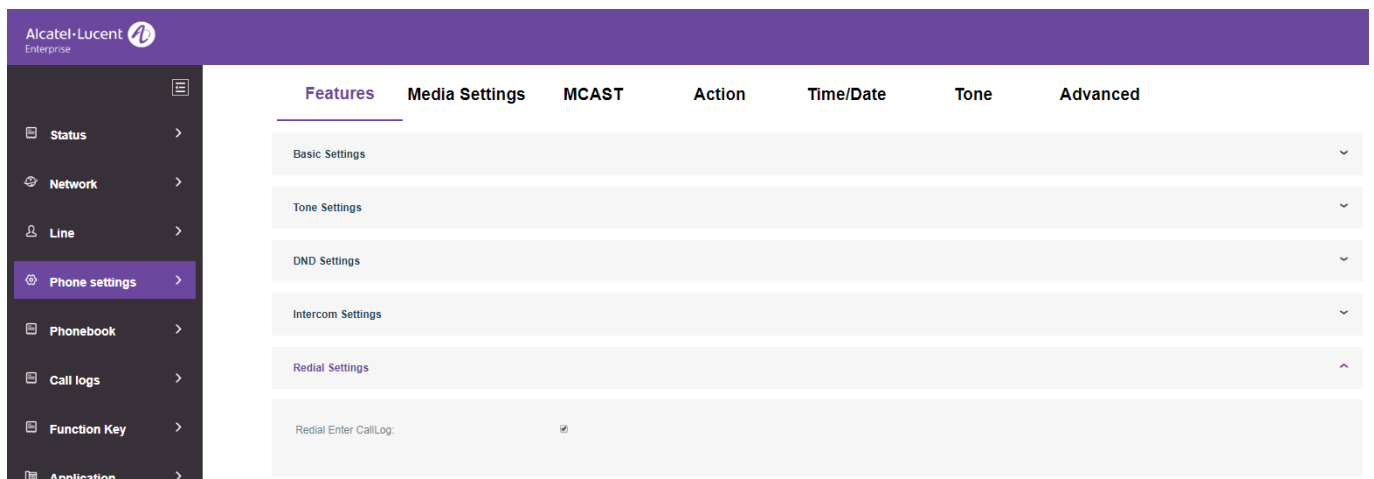 Alcatel·Lucent
Enterprise
Features Media Settings MCAST Action Time/Date Tone Advanced
Status
Network
Line
Phone settings
Phonebook
Call logs
Function Key
Application
Basic Settings
Tone Settings
DND Settings
Intercom Settings
Redial Settings
Redial Enter CallLog: